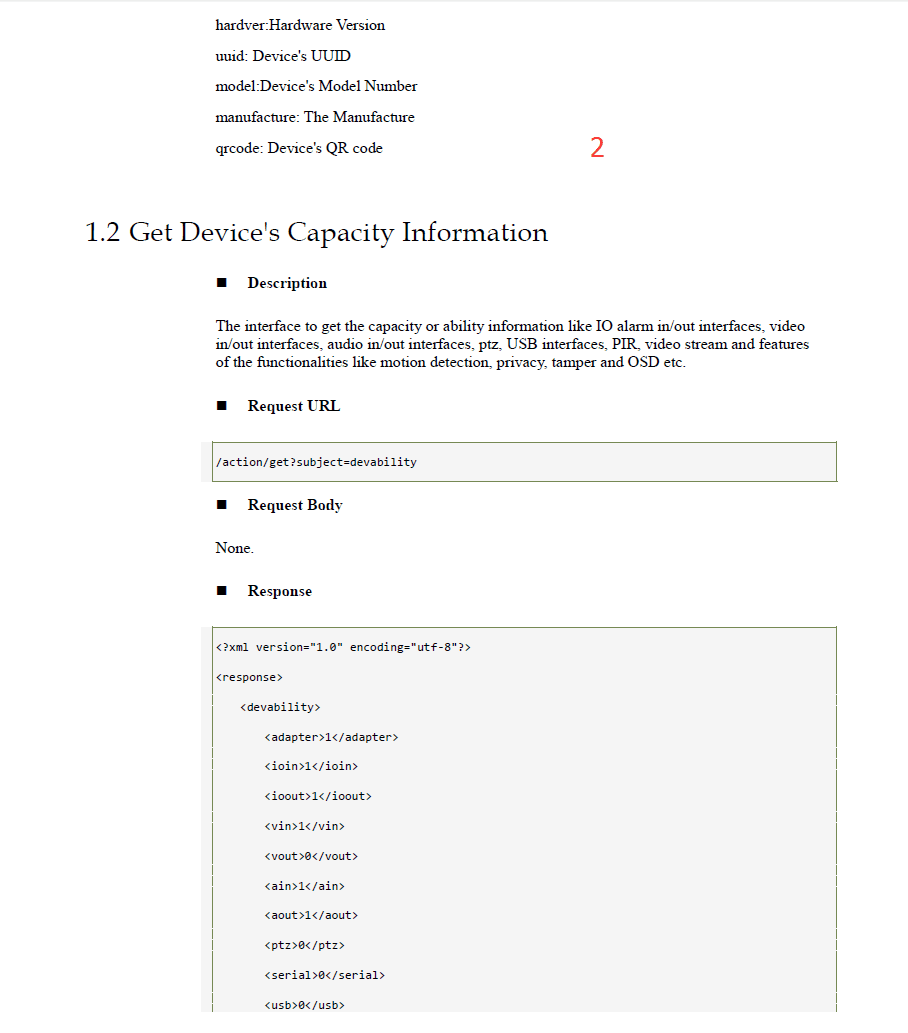 hardver:Hardware Version
uuid: Device's UUID
model:Device's Model Number
manufacture: The Manufacture
qrcode: Device's QR code
2
1.2 Get Device's Capacity Information
■ Description
The interface to get the capacity or ability information like IO alarm in/out interfaces, video
in/out interfaces, audio in/out interfaces, ptz, USB interfaces, PIR, video stream and features
of the functionalities like motion detection, privacy, tamper and OSD etc.
■ Request URL
/action/get?subject=devability
■ Request Body
None.
■ Response
<?xml version="1.0" encoding="utf-8"?>
<response>
<devability>
<adapter>1</adapter>
<ioin>1</ioin>
<ioout>1</ioout>
<vin>1</vin>
<vout>0</vout>
<ain>1</ain>
<aout>1</aout>
<ptz>0</ptz>
<serial>0</serial>
<usb>0</usb>